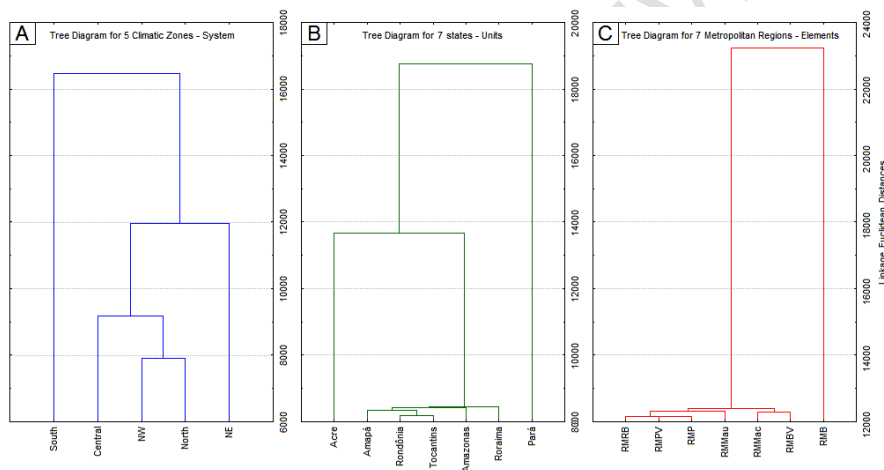 A
Tree Diagram for 5 Climatic Zones - System
18000
16000
14000
12000
10000
8000
6000
South
Central
NW
North
NE
B
Tree Diagram for 7 states - Units
20000
18000
16000
14000
12000
10000
8000
Acre
Amapá
Rondônia
Tocantins
Amazonas
Roraima
Pará
C
Tree Diagram for 7 Metropolitan Regions - Elements
24000
22000
20000
18000
16000
14000
12000
Linkage Euclidean Distances
RMRB
RMPV
RMP
RMMau
RMMac
RMBV
RMB